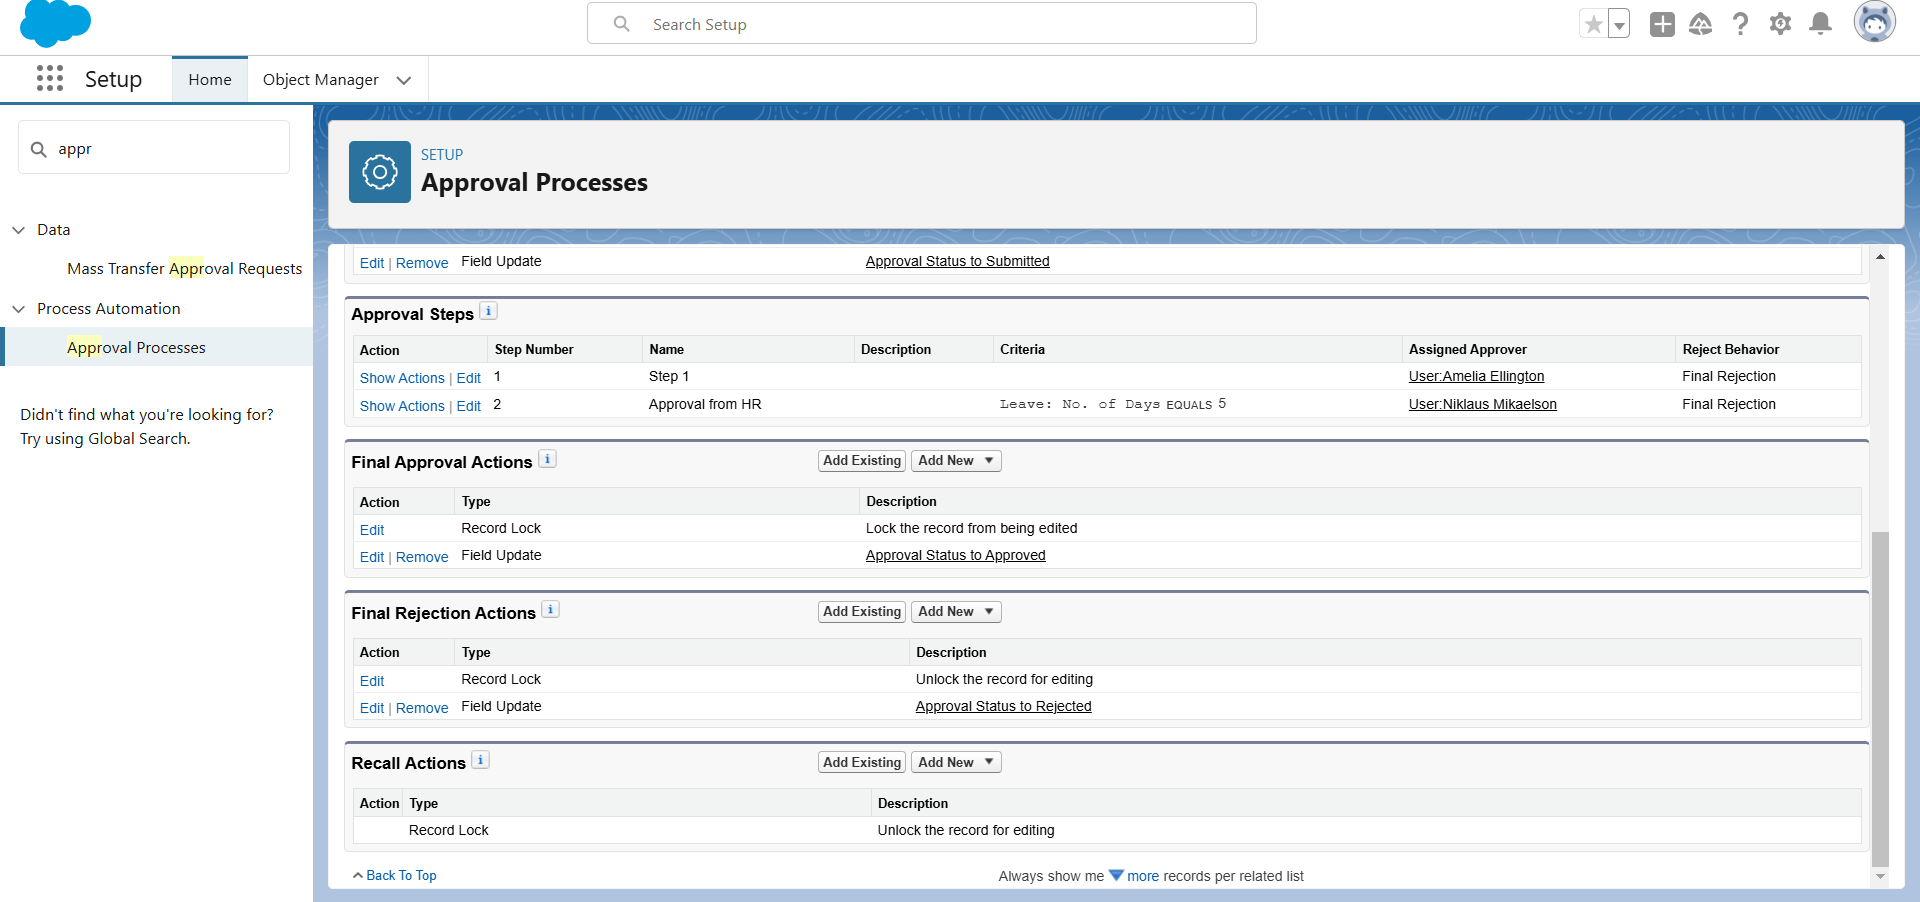 Search Setup
Setup
Home
Object Manager
appr
Data
Mass Transfer Approval Requests
Process Automation
Approval Processes
Didn't find what you're looking for?
Try using Global Search.
SETUP
Approval Processes
Edit | Remove Field Update Approval Status to Submitted
Approval Steps i
Action Step Number Name Description Criteria Assigned Approver Reject Behavior
Show Actions | Edit 1 Step 1 User:Amelia Ellington Final Rejection
Show Actions | Edit 2 Approval from HR Leave: No. of Days EQUALS 5 User:Niklaus Mikaelson Final Rejection
Final Approval Actions i Add Existing Add New
Action Type Description
Edit Record Lock Lock the record from being edited
Edit | Remove Field Update Approval Status to Approved
Final Rejection Actions i Add Existing Add New
Action Type Description
Edit Record Lock Unlock the record for editing
Edit | Remove Field Update Approval Status to Rejected
Recall Actions i Add Existing Add New
Action Type Description
Record Lock Unlock the record for editing
Back To Top
Always show me more records per related list